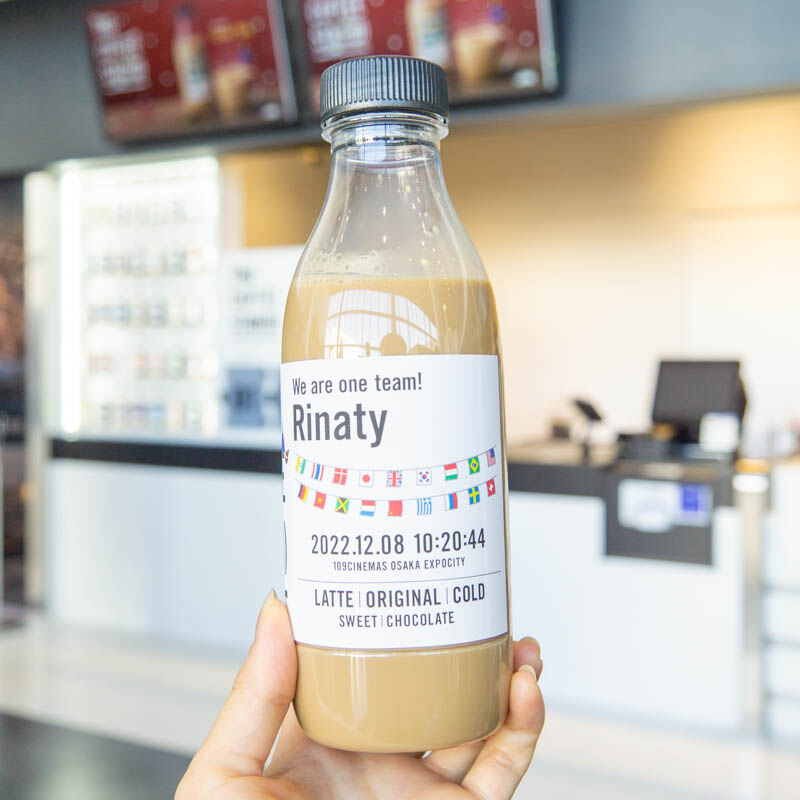 We are one team!
Rinaty
2022.12.08 10:20:44
109CINEMAS OSAKA EXPOCITY
LATTE | ORIGINAL | COLD
SWEET | CHOCOLATE